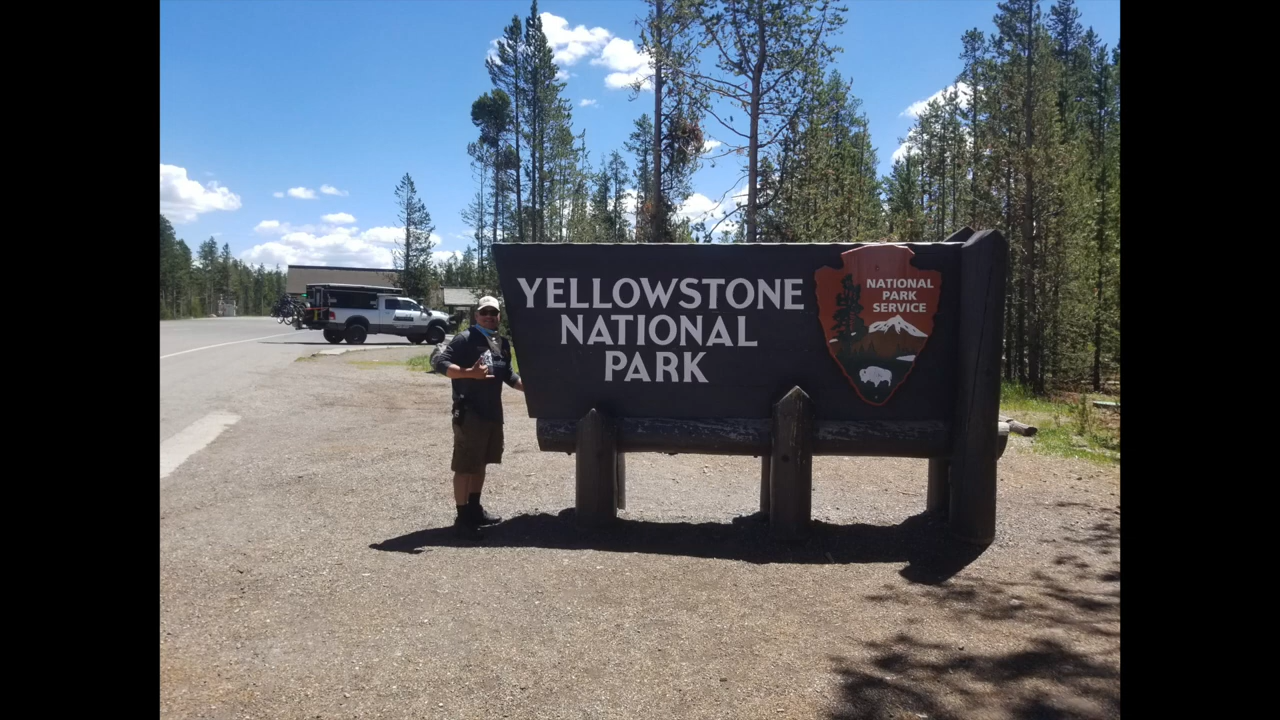 YELLOWSTONE
NATIONAL
PARK
NATIONAL
PARK
SERVICE